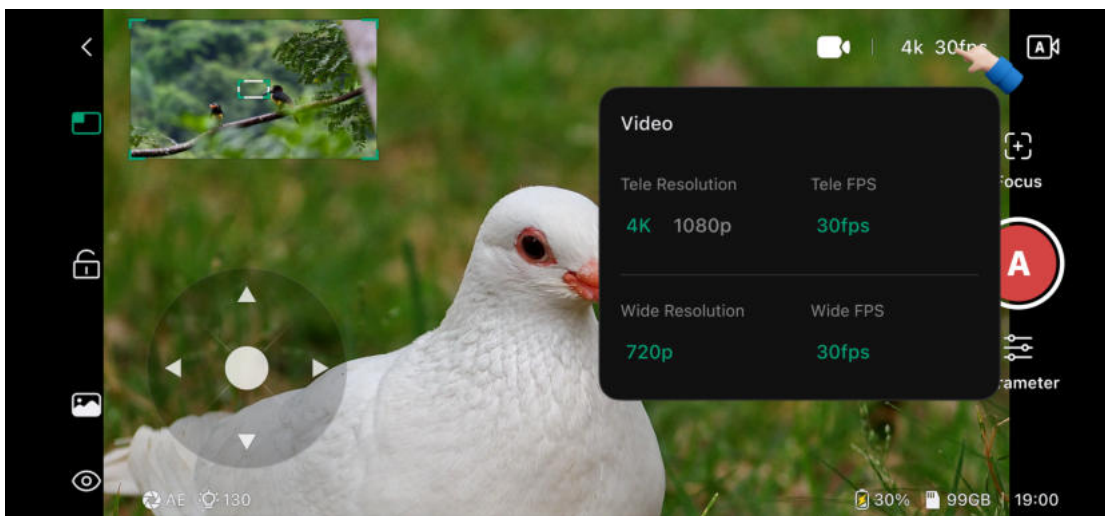 4k 30fps
A
Video
Tele Resolution Tele FPS
4K 1080p 30fps
ocus
A
Wide Resolution Wide FPS
720p 30fps
rameter
AE 130
30% 99GB 19:00